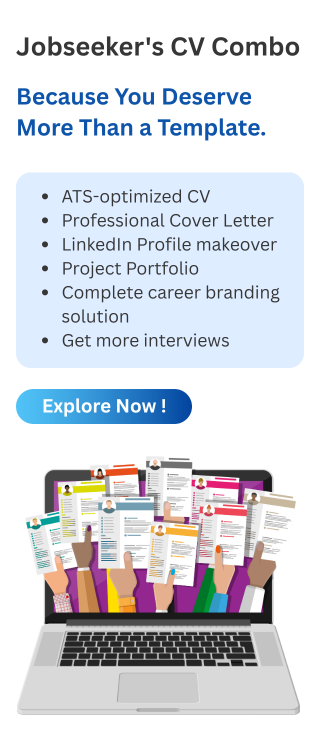 Jobseeker's CV Combo
Because You Deserve
More Than a Template.
• ATS-optimized CV
• Professional Cover Letter
• LinkedIn Profile makeover
• Project Portfolio
• Complete career branding
solution
• Get more interviews
Explore Now !